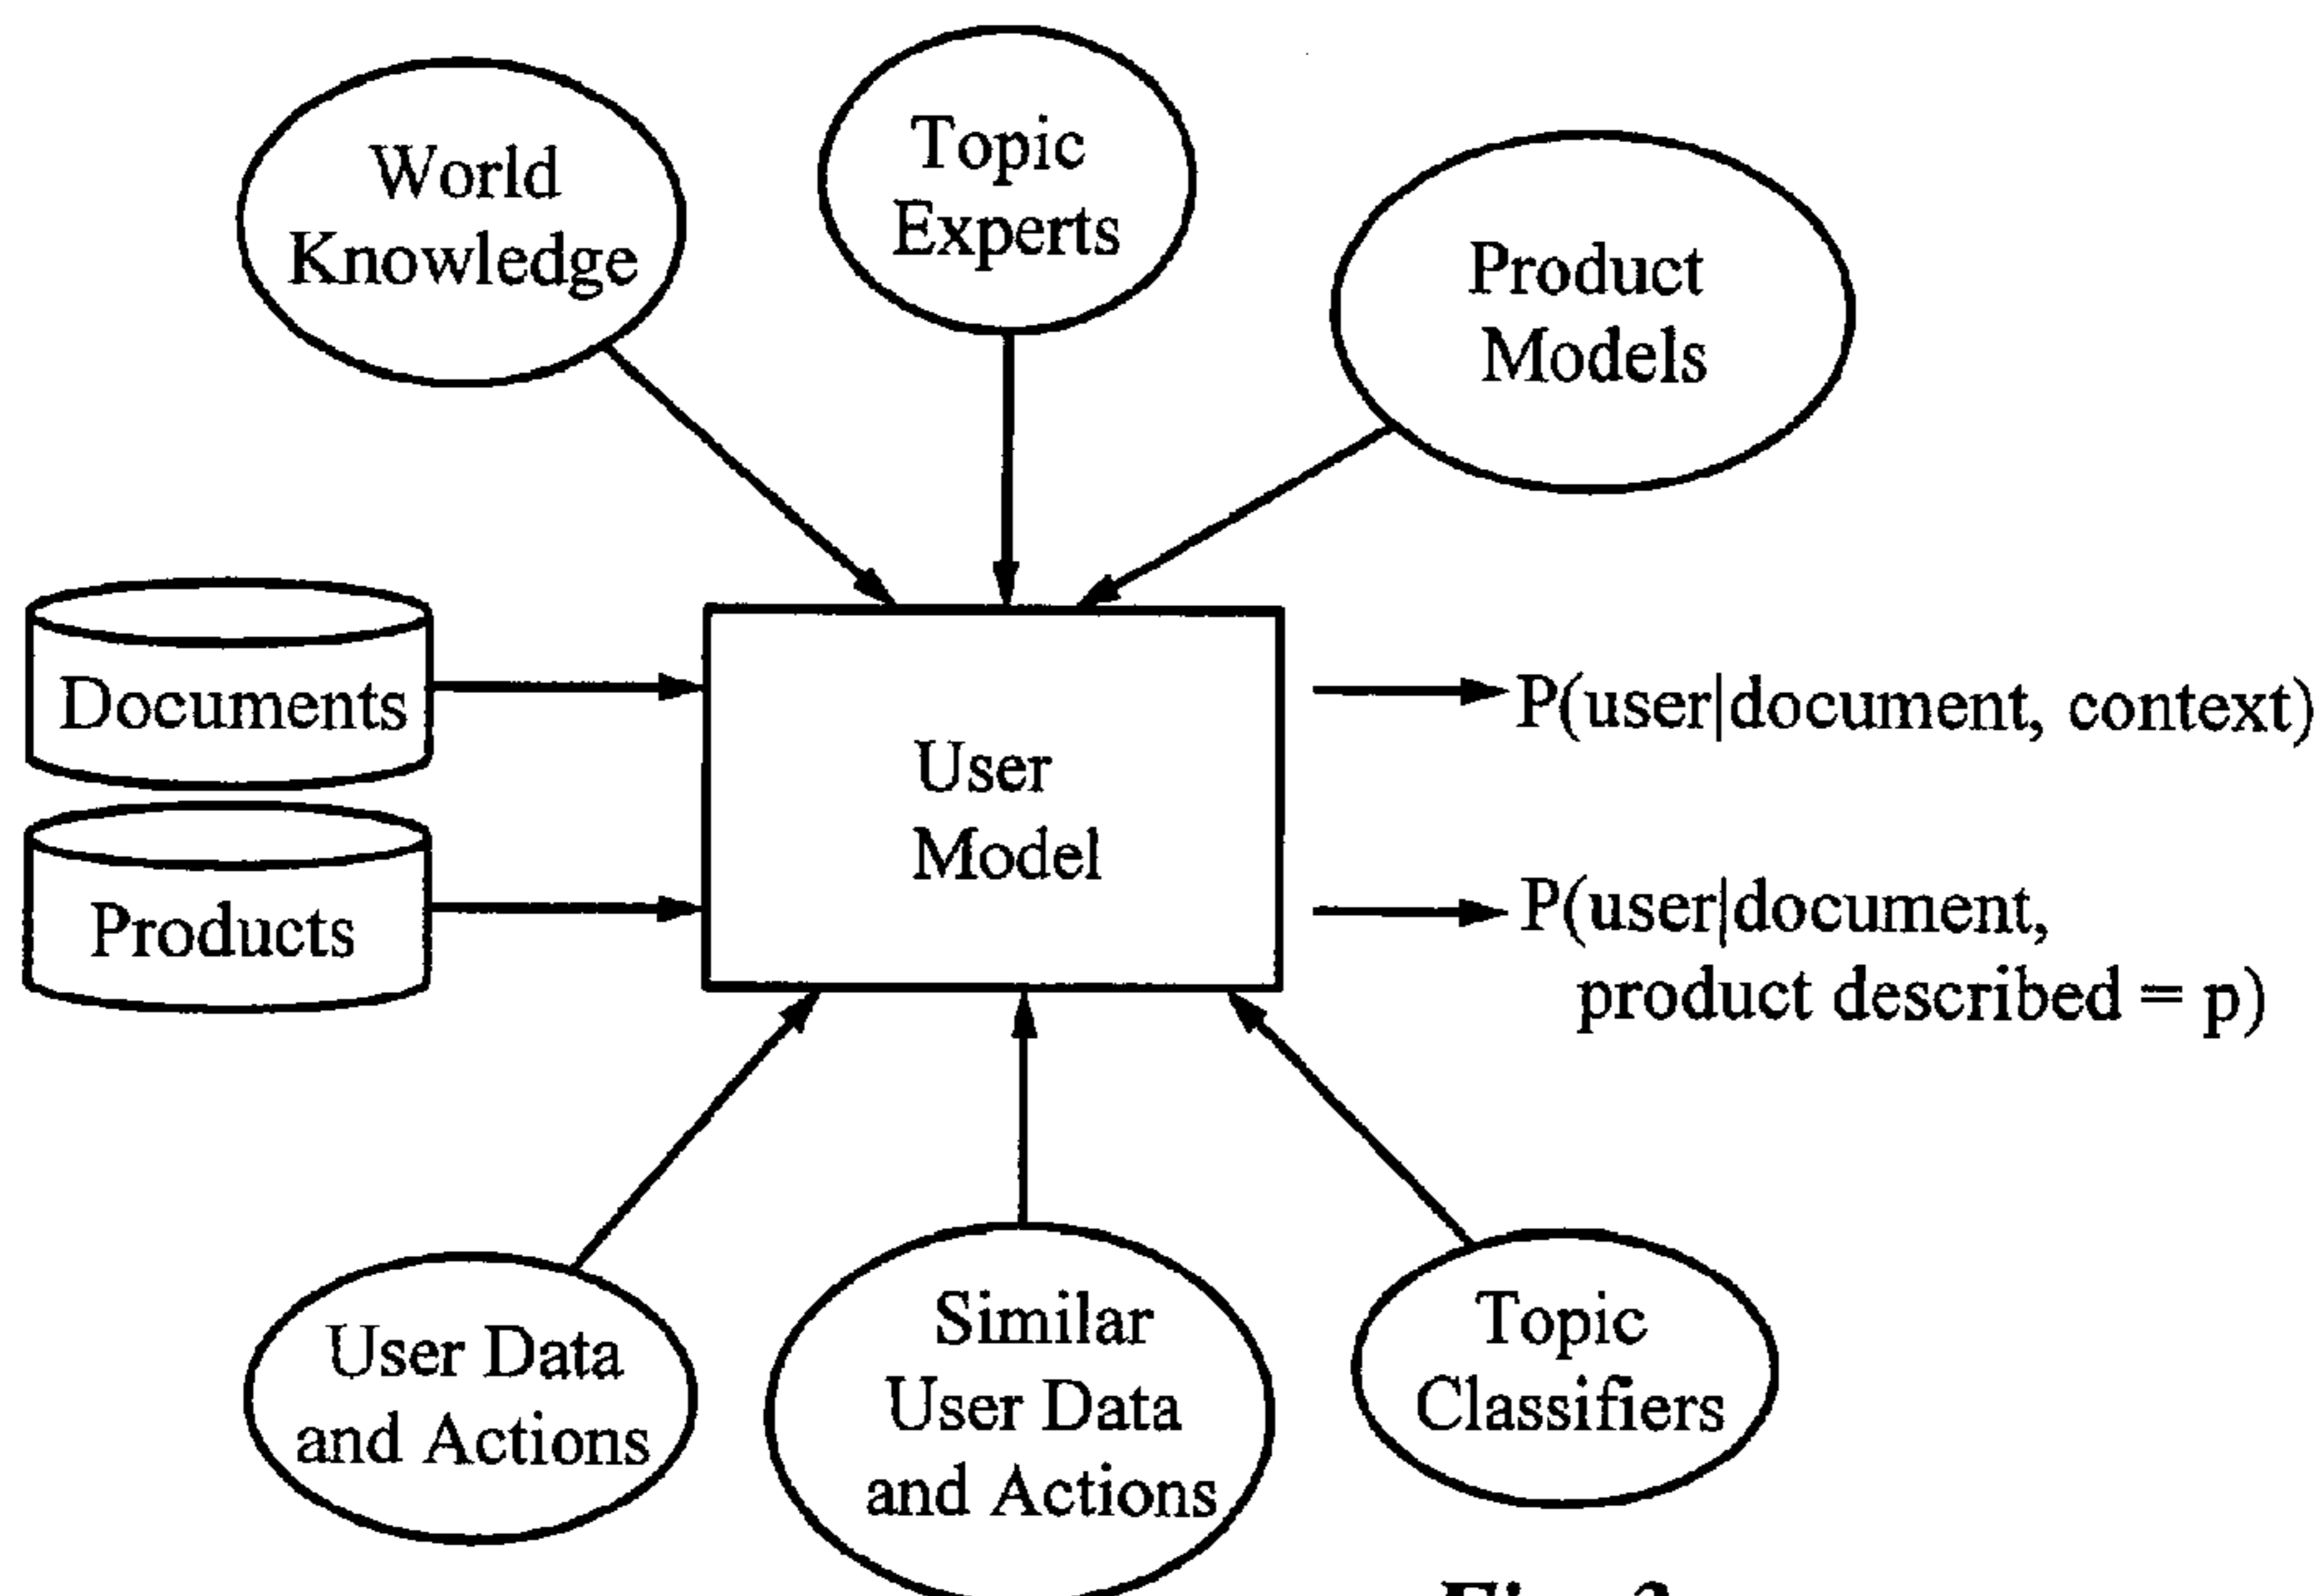 World
Knowledge
Topic
Experts
Product
Models
Documents
Products
User
Model
P(user|document, context)
P(user|document,
product described = p)
User Data
and Actions
Similar
User Data
and Actions
Topic
Classifiers